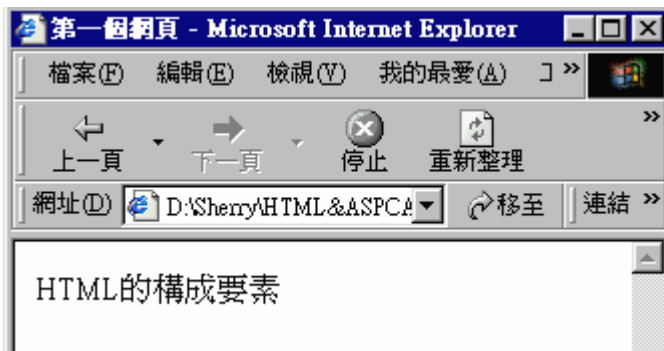 第一個網頁 - Microsoft Internet Explorer
檔案(F) 編輯(E) 檢視(V) 我的最愛(A) »
上一頁 下一頁 停止 重新整理 »
網址(D) D:\Sherry\HTML&ASPCA 移至 連結 »
HTML的構成要素